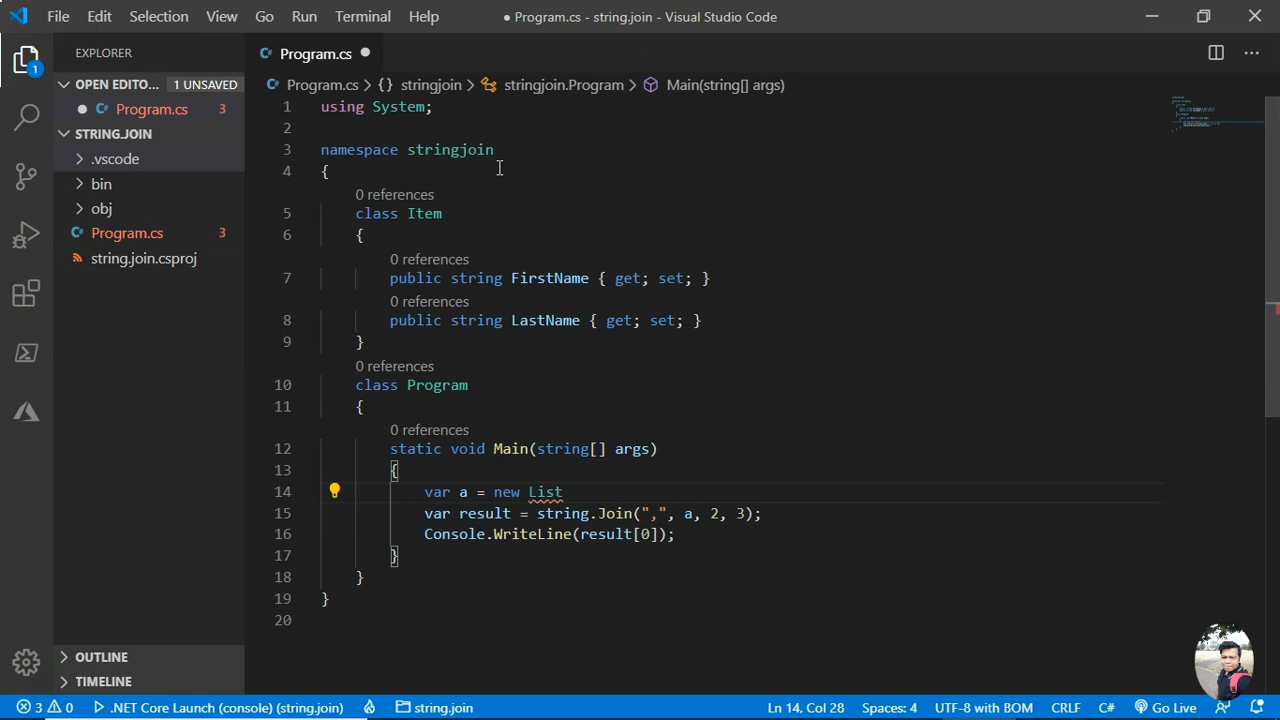 File Edit Selection View Go Run Terminal Help
● Program.cs - string.join - Visual Studio Code
EXPLORER
Program.cs
OPEN EDITO... 1 UNSAVED
Program.cs 3
STRING.JOIN
.vscode
bin
obj
Program.cs 3
string.join.csproj
OUTLINE
TIMELINE
1
Program.cs > {} stringjoin > stringjoin.Program > Main(string[] args)
1 using System;
2
3 namespace stringjoin
4 {
0 references
5 class Item
6 {
0 references
7 public string FirstName { get; set; }
0 references
8 public string LastName { get; set; }
9 }
0 references
10 class Program
11 {
0 references
12 static void Main(string[] args)
13 {
14 var a = new List
15 var result = string.Join(",", a, 2, 3);
16 Console.WriteLine(result[0]);
17 }
18 }
19 }
20
3 0 .NET Core Launch (console) (string.join) string.join Ln 14, Col 28 Spaces: 4 UTF-8 with BOM CRLF C# Go Live